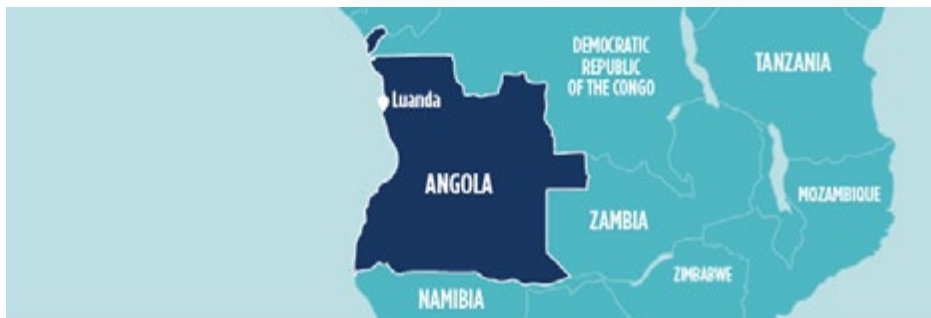 DEMOCRATIC
REPUBLIC
OF THE CONGO
TANZANIA
Luanda
ANGOLA
MOZAMBIQUE
ZAMBIA
ZIMBABWE
NAMIBIA